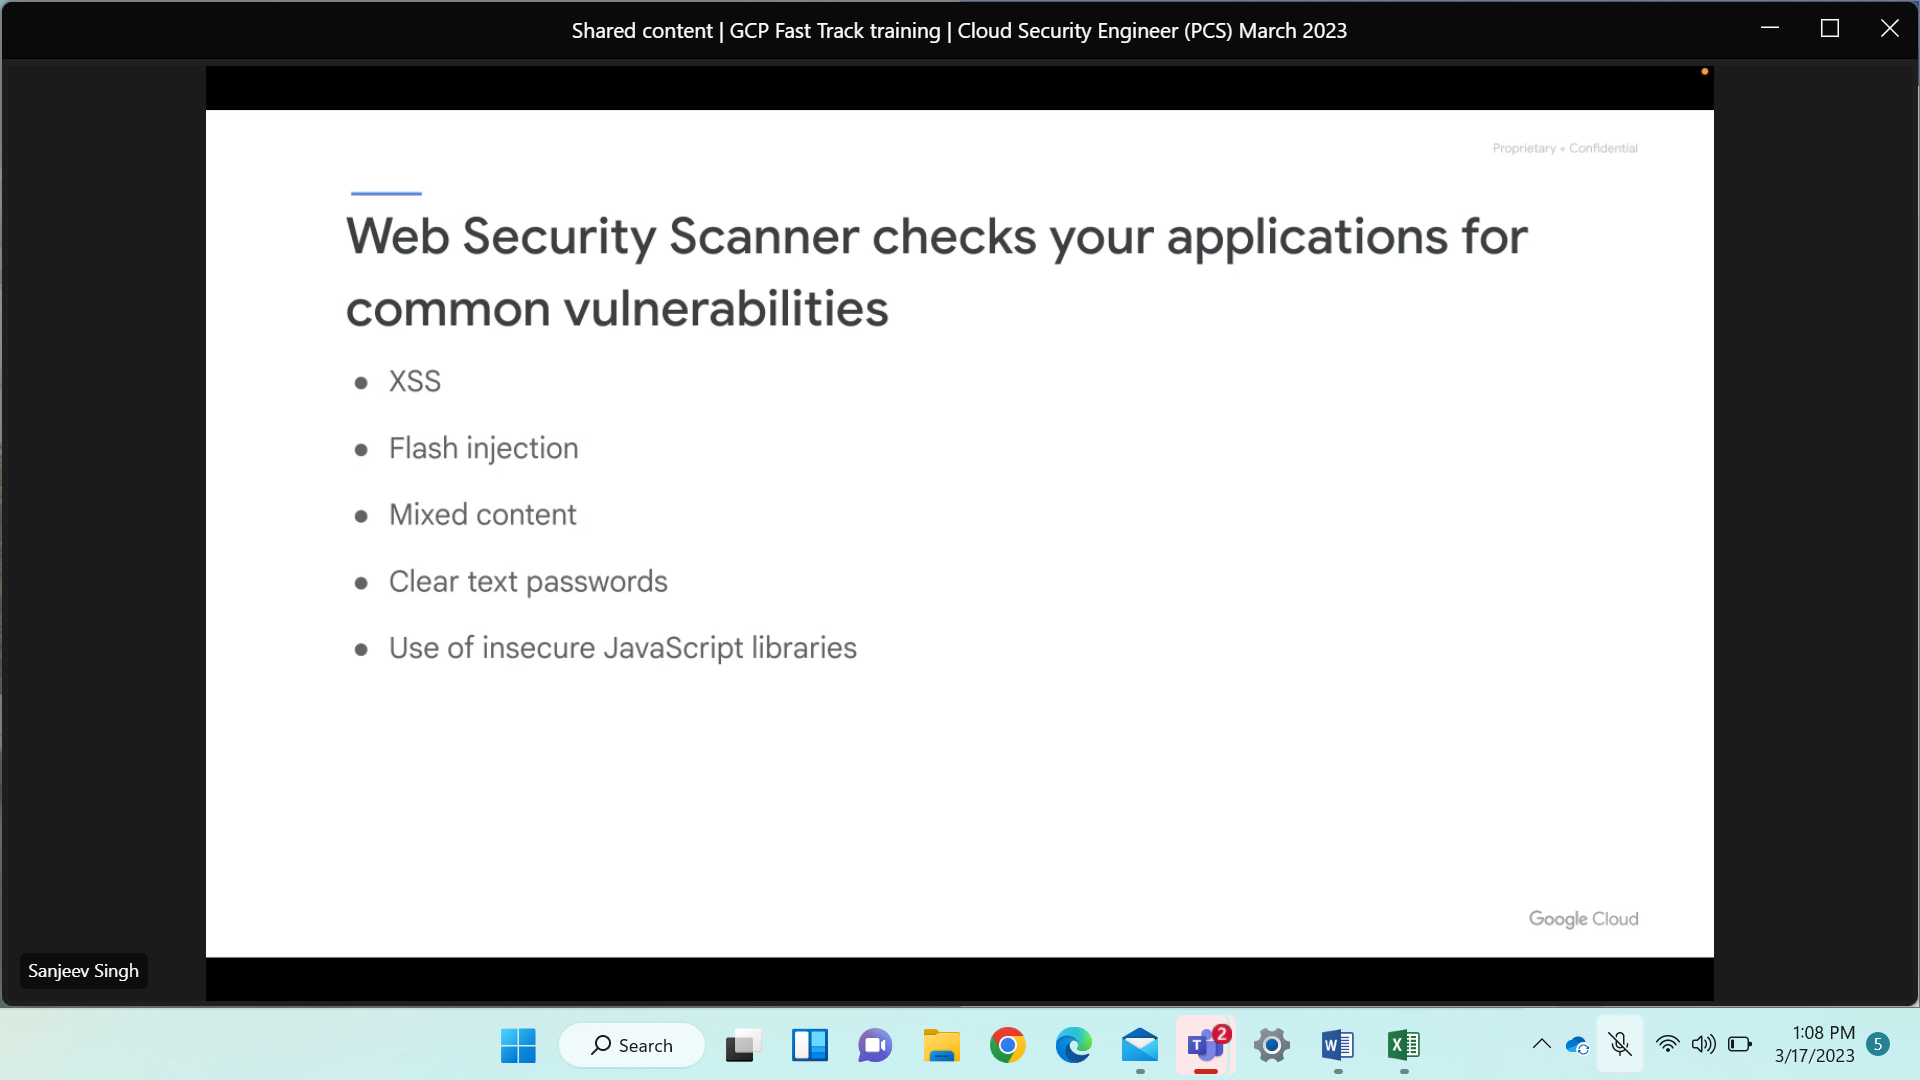 Shared content | GCP Fast Track training | Cloud Security Engineer (PCS) March 2023
Proprietary + Confidential
Web Security Scanner checks your applications for
common vulnerabilities
● XSS
● Flash injection
● Mixed content
● Clear text passwords
● Use of insecure JavaScript libraries
Google Cloud
Sanjeev Singh
Search
T
2
W
X
1:08 PM
3/17/2023
5